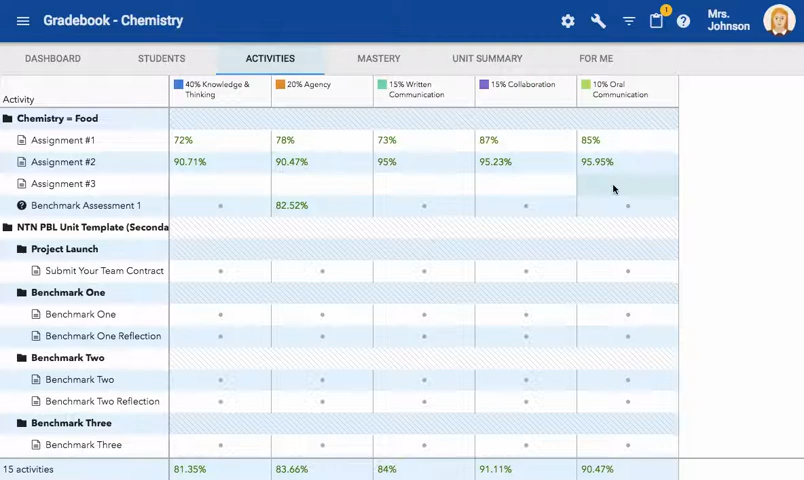 Gradebook - Chemistry
1
Mrs.
Johnson
DASHBOARD STUDENTS ACTIVITIES MASTERY UNIT SUMMARY FOR ME
Activity
40% Knowledge &
Thinking
20% Agency
15% Written
Communication
15% Collaboration
10% Oral
Communication
Chemistry = Food
Assignment #1 72% 78% 73% 87% 85%
Assignment #2 90.71% 90.47% 95% 95.23% 95.95%
Assignment #3
Benchmark Assessment 1 82.52%
NTN PBL Unit Template (Seconda
Project Launch
Submit Your Team Contract
Benchmark One
Benchmark One
Benchmark One Reflection
Benchmark Two
Benchmark Two
Benchmark Two Reflection
Benchmark Three
Benchmark Three
15 activities 81.35% 83.66% 84% 91.11% 90.47%